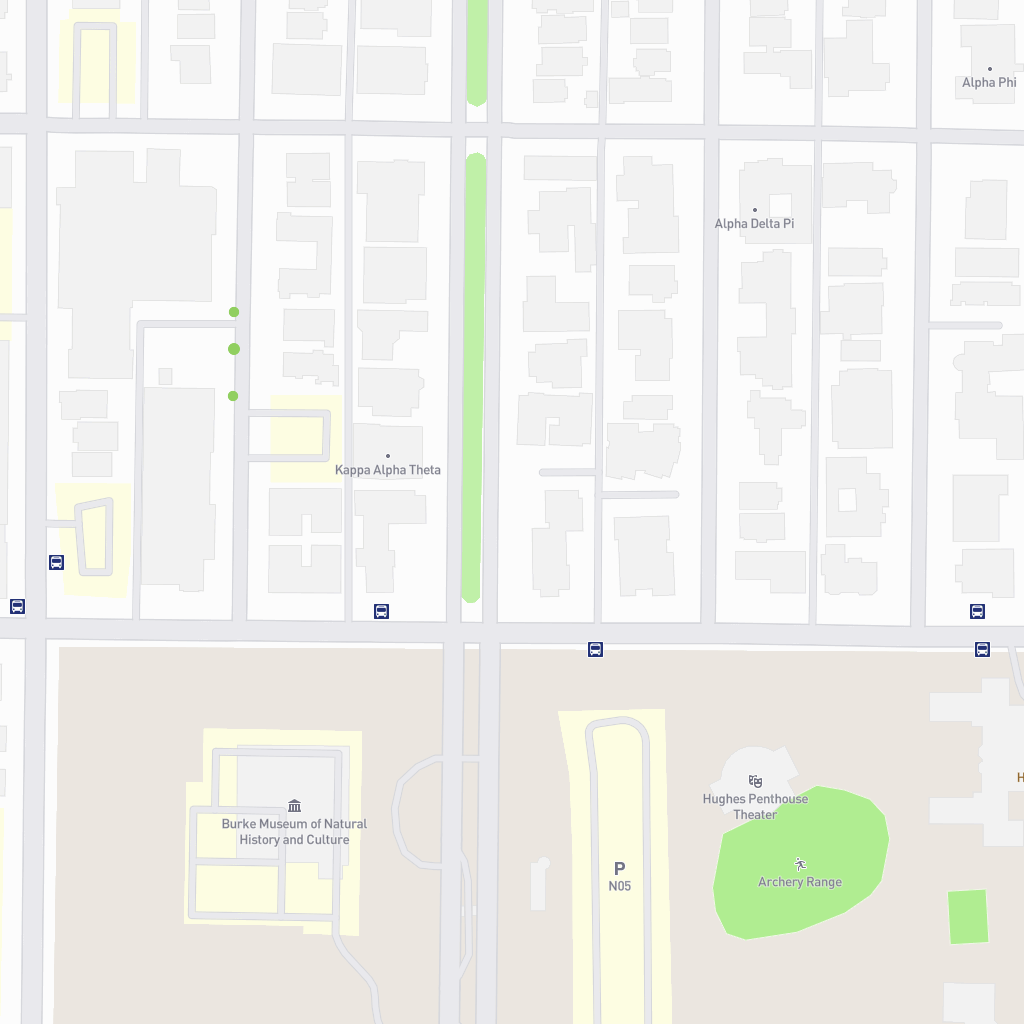 Alpha Phi
Alpha Delta Pi
Kappa Alpha Theta
Hughes Penthouse
Theater
Burke Museum of Natural
History and Culture
P
N05
Archery Range
H